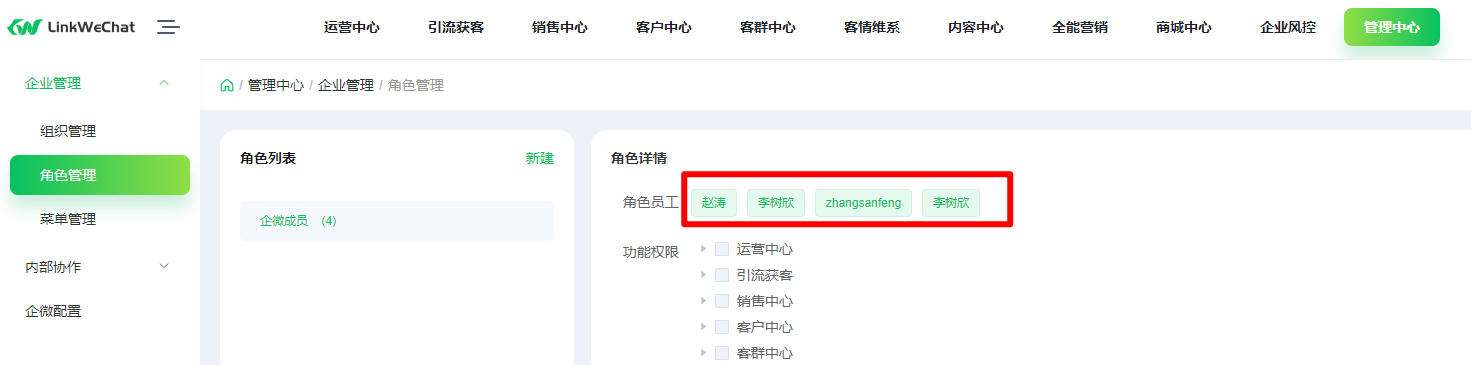 LinkWeChat 运营中心 引流获客 销售中心 客户中心 客群中心 客情维系 内容中心 全能营销 商城中心 企业风控 管理中心
企业管理
组织管理
角色管理
菜单管理
内部协作
企微配置
/ 管理中心 / 企业管理 / 角色管理
角色列表 新建
企微成员 (4)
角色详情
角色员工 赵涛 李树欣 zhangsanfeng 李树欣
功能权限 运营中心
引流获客
销售中心
客户中心
客群中心